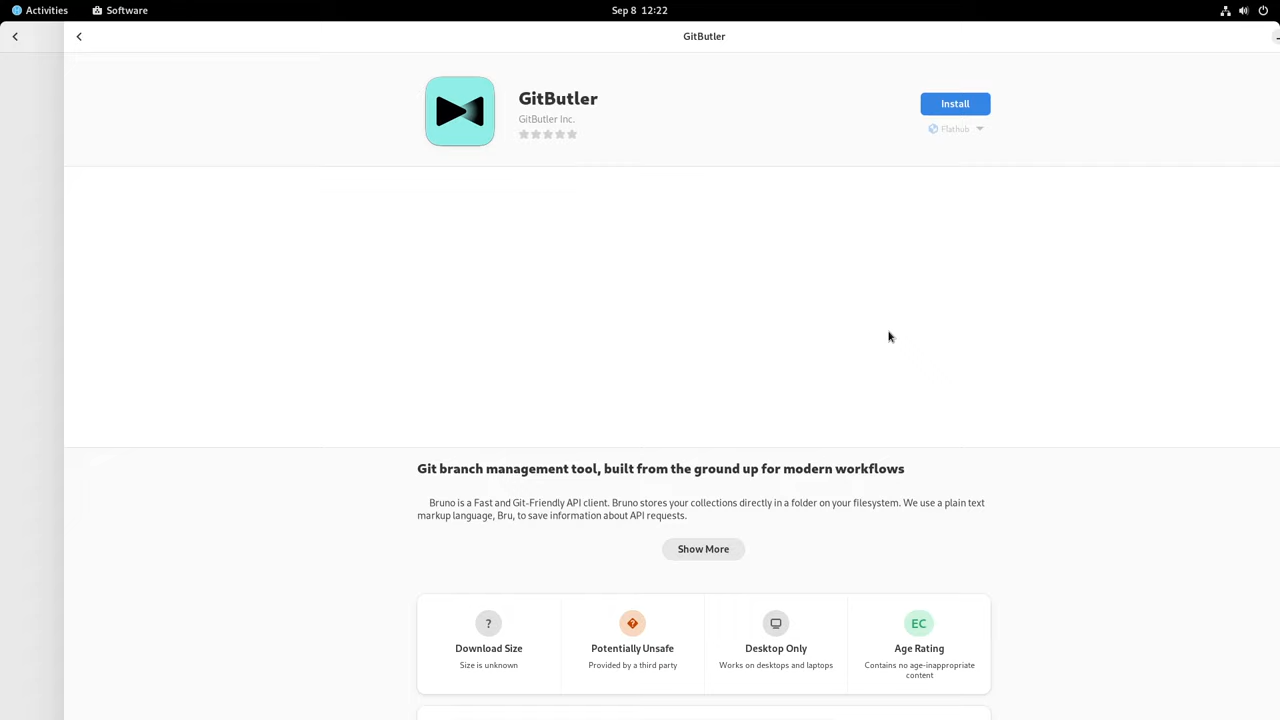 Activities
Software
Sep 8 12:22
GitButler
GitButler
GitButler Inc.
Install
Flathub
Git branch management tool, built from the ground up for modern workflows
Bruno is a Fast and Git-Friendly API client. Bruno stores your collections directly in a folder on your filesystem. We use a plain text
markup language, Bru, to save information about API requests.
Show More
?
Download Size
Size is unknown
Potentially Unsafe
Provided by a third party
Desktop Only
Works on desktops and laptops
EC
Age Rating
Contains no age-inappropriate
content